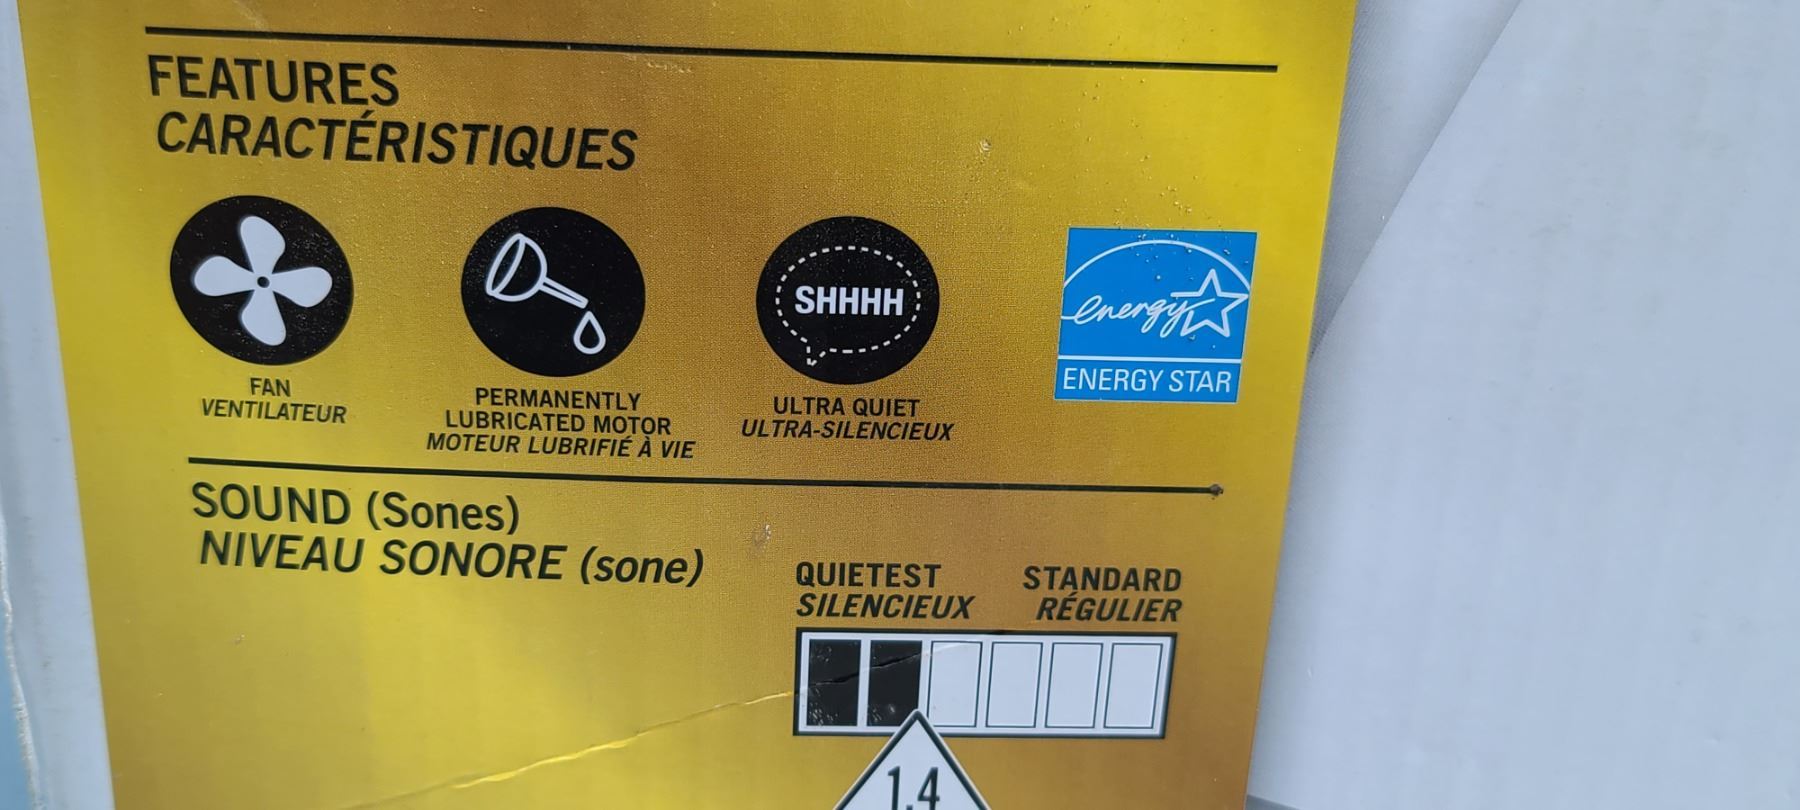 FEATURES
CARACTÉRISTIQUES
FAN
VENTILATEUR
PERMANENTLY
LUBRICATED MOTOR
MOTEUR LUBRIFIÉ À VIE
SHHHH
ULTRA QUIET
ULTRA-SILENCIEUX
energy
ENERGY STAR
SOUND (Sones)
NIVEAU SONORE (sone)
QUIETEST
SILENCIEUX
STANDARD
RÉGULIER
1.4